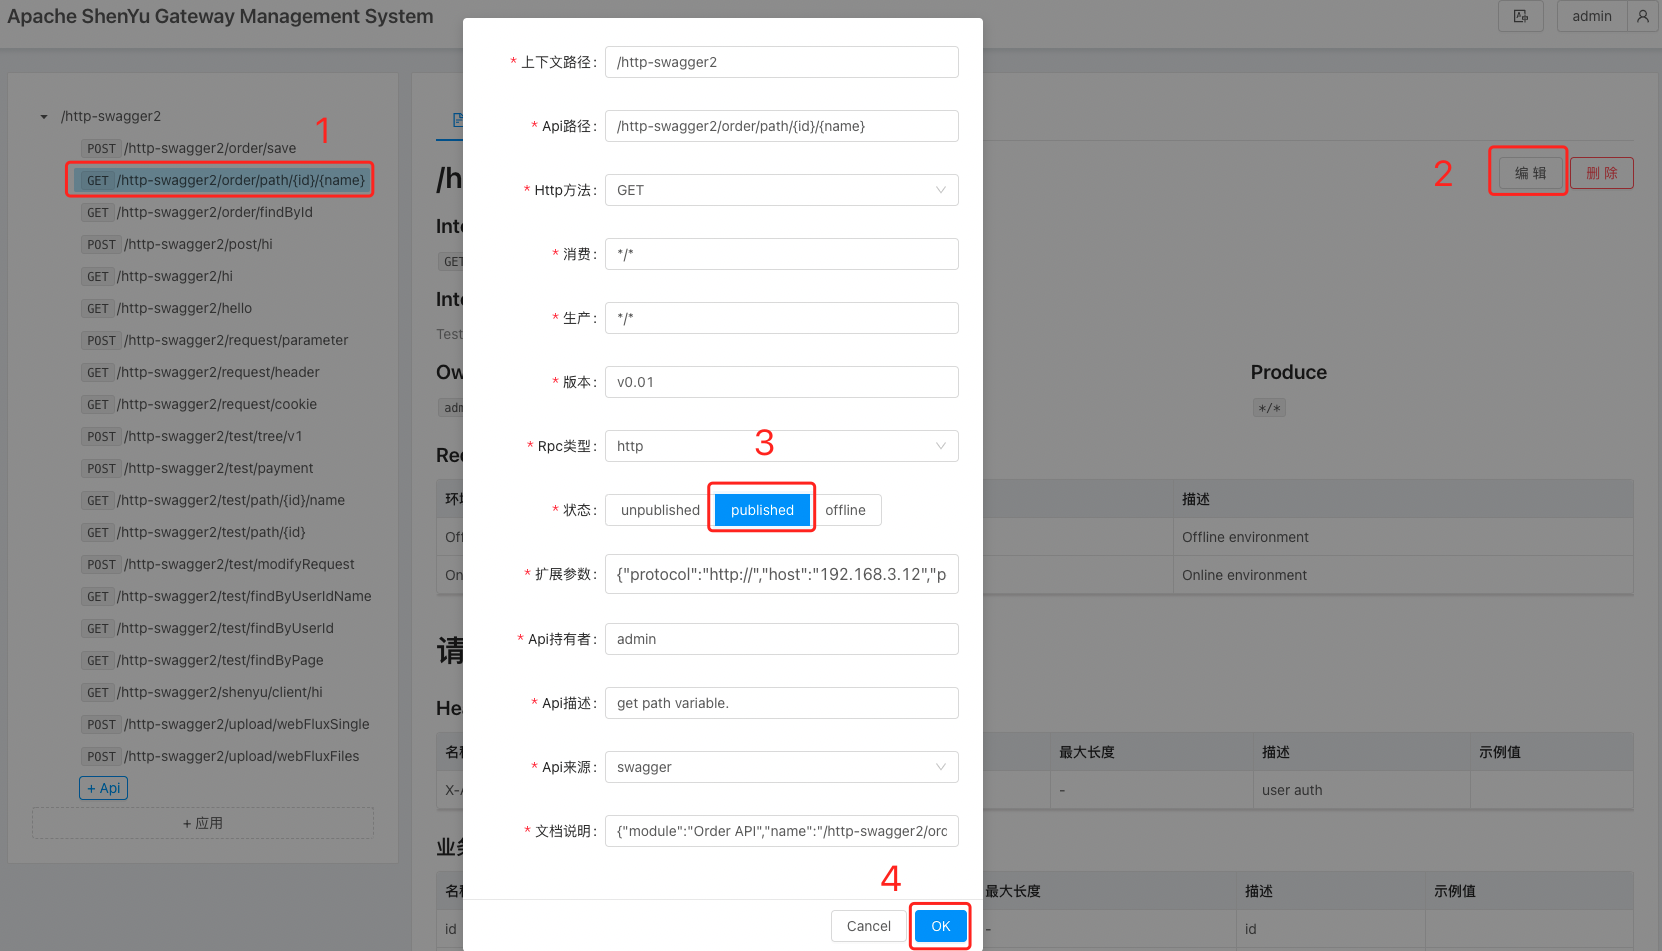 Apache ShenYu Gateway Management System
admin
/http-swagger2
1
POST /http-swagger2/order/save
GET /http-swagger2/order/path/{id}/{name}
GET /http-swagger2/order/findById
POST /http-swagger2/post/hi
GET /http-swagger2/hi
GET /http-swagger2/hello
POST /http-swagger2/request/parameter
GET /http-swagger2/request/header
GET /http-swagger2/request/cookie
POST /http-swagger2/test/tree/v1
POST /http-swagger2/test/payment
GET /http-swagger2/test/path/{id}/name
GET /http-swagger2/test/path/{id}
POST /http-swagger2/test/modifyRequest
GET /http-swagger2/test/findByUserIdName
GET /http-swagger2/test/findByUserId
GET /http-swagger2/test/findByPage
GET /http-swagger2/shenyu/client/hi
POST /http-swagger2/upload/webFluxSingle
POST /http-swagger2/upload/webFluxFiles
+ Api
+ 应用
* 上下文路径: /http-swagger2
* Api路径: /http-swagger2/order/path/{id}/{name}
* Http方法: GET
* 消费: */*
* 生产: */*
* 版本: v0.01
* Rpc类型: http
3
* 状态: unpublished published offline
* 扩展参数: {"protocol":"http://","host":"192.168.3.12","p
* Api持有者: admin
* Api描述: get path variable.
* Api来源: swagger
* 文档说明: {"module":"Order API","name":"/http-swagger2/orc
4
Cancel OK
/h
2 编 辑 删 除
Int
GET
Test
Ow Produce
adm */*
Rec
环 描述
Off Offline environment
On Online environment
请
Hea
名称 最大长度 描述 示例值
X-A - user auth
业务
名称 最大长度 描述 示例值
id - id